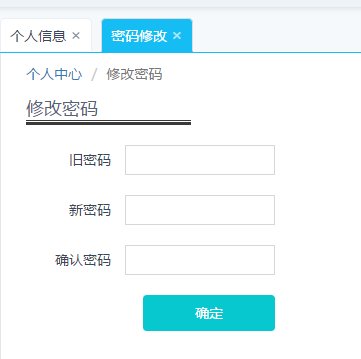 个人信息 × 密码修改 ×
个人中心 / 修改密码
修改密码
旧密码
新密码
确认密码
确定